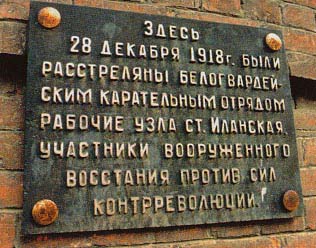 ЗДЕСЬ
28 ДЕКАБРЯ 1918 г. БЫЛИ
РАССТРЕЛЯНЫ БЕЛОГВАРДЕЙ-
СКИМ КАРАТЕЛЬНЫМ ОТРЯДОМ
РАБОЧИЕ УЗЛА СТ. ИЛАНСКАЯ,
УЧАСТНИКИ ВООРУЖЕННОГО
ВОССТАНИЯ ПРОТИВ СИЛ
КОНТРРЕВОЛЮЦИИ.